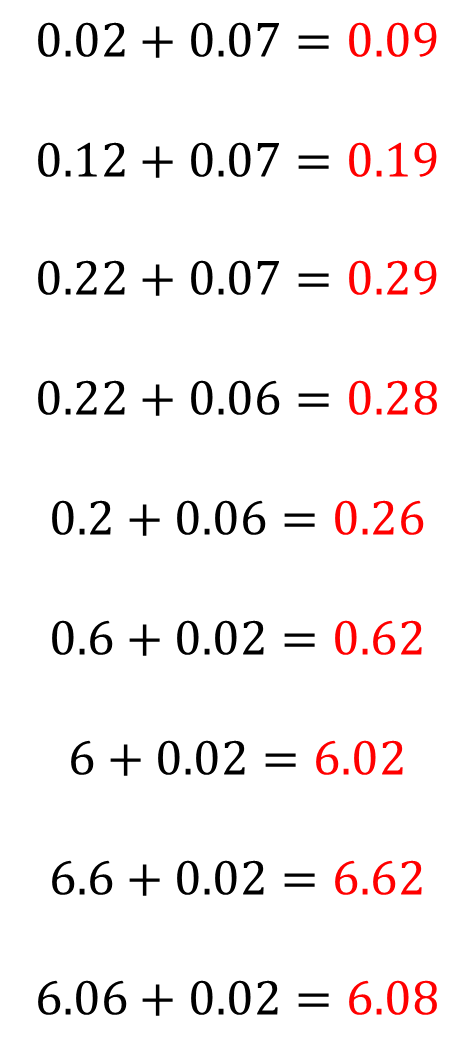 0.02 + 0.07 = 0.09
0.12 + 0.07 = 0.19
0.22 + 0.07 = 0.29
0.22 + 0.06 = 0.28
0.2 + 0.06 = 0.26
0.6 + 0.02 = 0.62
6 + 0.02 = 6.02
6.6 + 0.02 = 6.62
6.06 + 0.02 = 6.08